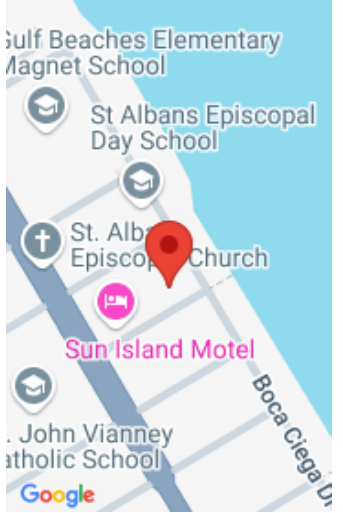 Gulf Beaches Elementary
Magnet School
St Albans Episcopal
Day School
St. Alba
Episcop Church
Sun Island Motel
. John Vianney
atholic School
Boca Ciega D
Google